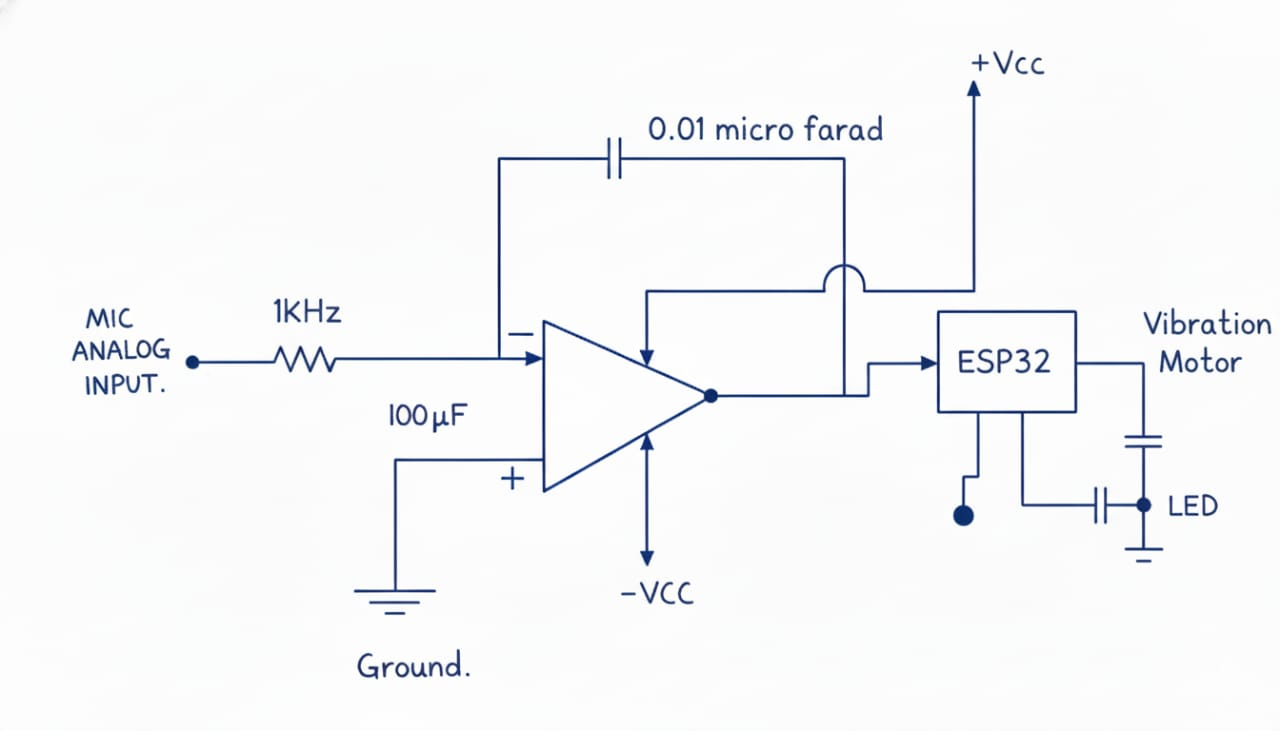 +Vcc
0.01 micro farad
1KHz
MIC
ANALOG
INPUT.
−
100µF
+
ESP32
Vibration
Motor
LED
-VCC
Ground.